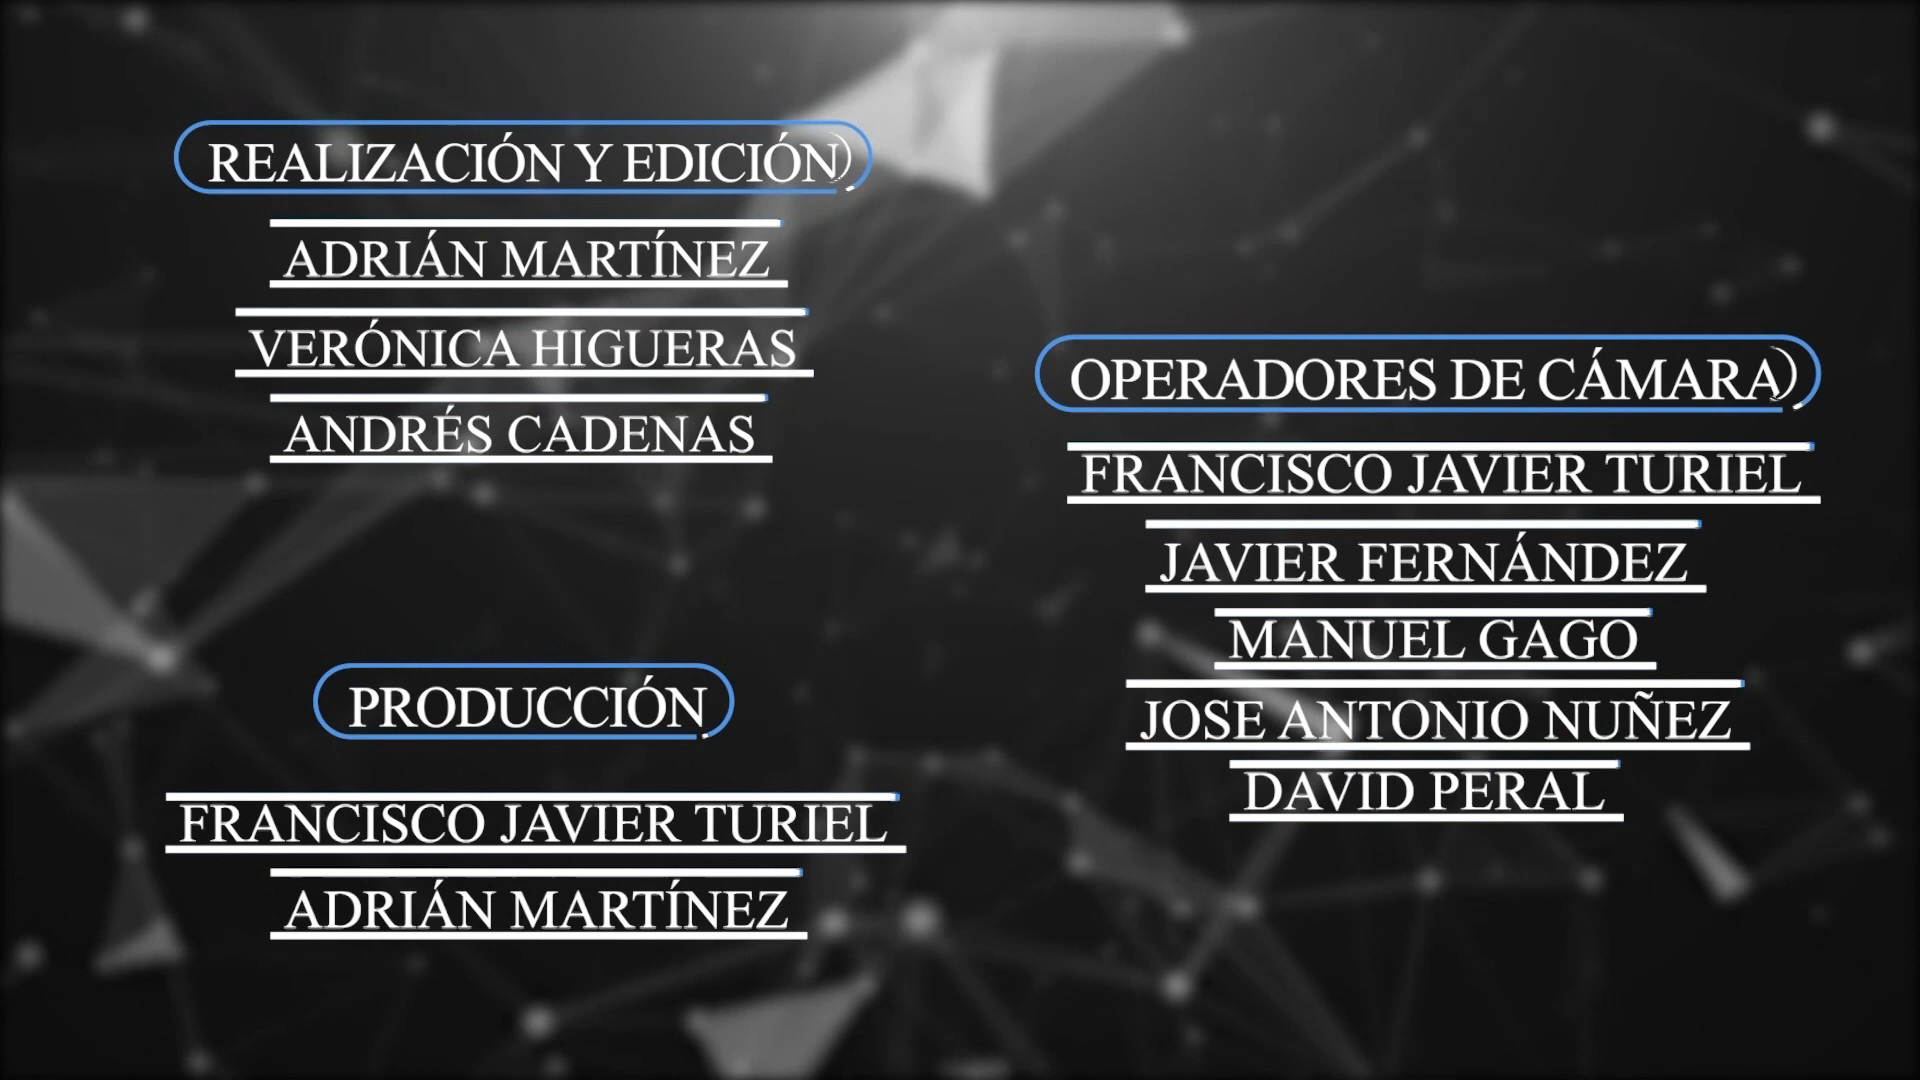 REALIZACIÓN Y EDICIÓN
ADRIÁN MARTÍNEZ
VERÓNICA HIGUERAS
ANDRÉS CADENAS
PRODUCCIÓN
FRANCISCO JAVIER TURIEL
ADRIÁN MARTÍNEZ
OPERADORES DE CÁMARA
FRANCISCO JAVIER TURIEL
JAVIER FERNÁNDEZ
MANUEL GAGO
JOSE ANTONIO NUÑEZ
DAVID PERAL